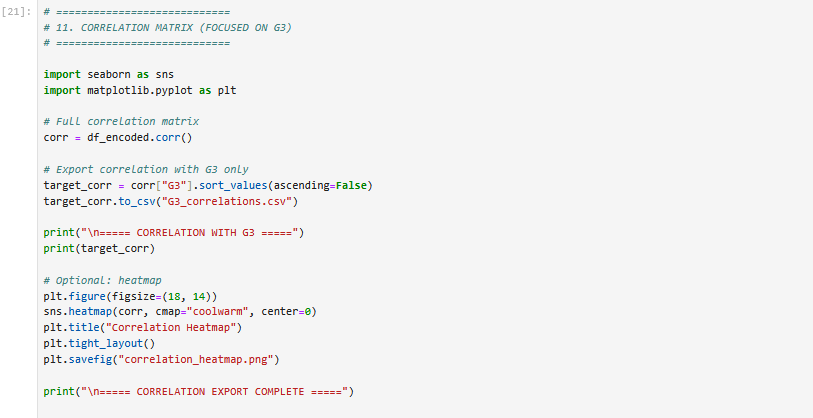 [21]: # ============================
# 11. CORRELATION MATRIX (FOCUSED ON G3)
# ============================
import seaborn as sns
import matplotlib.pyplot as plt
# Full correlation matrix
corr = df_encoded.corr()
# Export correlation with G3 only
target_corr = corr["G3"].sort_values(ascending=False)
target_corr.to_csv("G3_correlations.csv")
print("\n===== CORRELATION WITH G3 =====")
print(target_corr)
# Optional: heatmap
plt.figure(figsize=(18, 14))
sns.heatmap(corr, cmap="coolwarm", center=0)
plt.title("Correlation Heatmap")
plt.tight_layout()
plt.savefig("correlation_heatmap.png")
print("\n===== CORRELATION EXPORT COMPLETE =====")